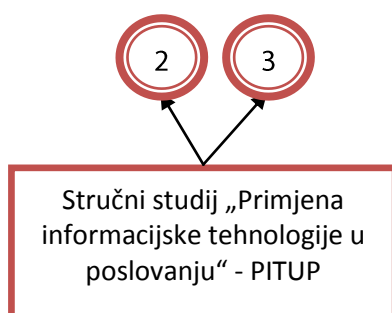 2 3
Stručni studij „Primjena
informacijske tehnologije u
poslovanju“ - PITUP